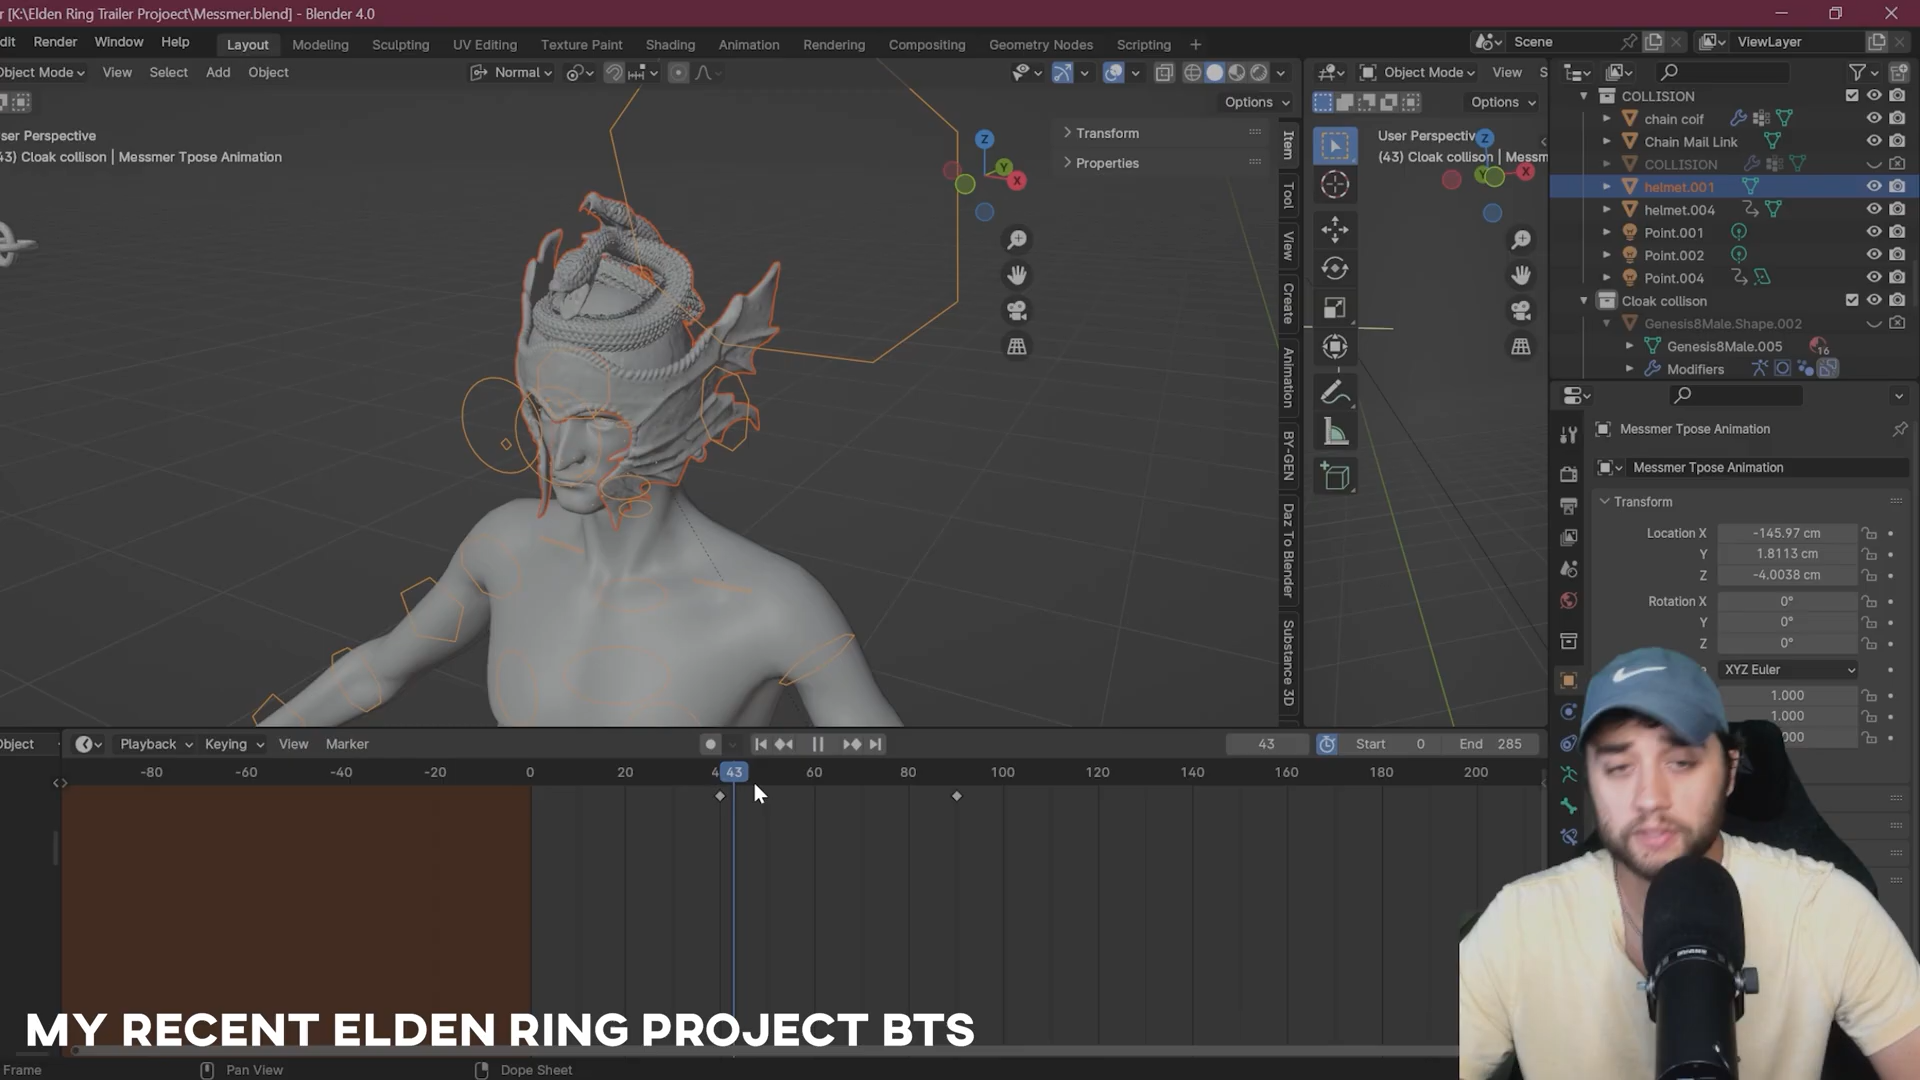 r [K:\Elden Ring Trailer Projoect\Messmer.blend] - Blender 4.0
dit Render Window Help Layout Modeling Sculpting UV Editing Texture Paint Shading Animation Rendering Compositing Geometry Nodes Scripting + Scene ViewLayer
Object Mode View Select Add Object Normal Object Mode View S
Options Options
User Perspective
43) Cloak collison | Messmer Tpose Animation
Transform
Properties
Item
Tool
View
Create
Animation
BY-GEN
Daz To Blender
Substance 3D
Z
Y
X
User Perspective
(43) Cloak collison | Messm
Z
Y
X
COLLISION
chain coif
Chain Mail Link
COLLISION
helmet.001
helmet.004
Point.001
Point.002
Point.004
Cloak collison
Genesis8Male.Shape.002
Genesis8Male.005 16
Modifiers
Messmer Tpose Animation
Messmer Tpose Animation
Transform
Location X -145.97 cm
Y 1.8113 cm
Z -4.0038 cm
Rotation X 0°
Y 0°
Z 0°
XYZ Euler
1.000
1.000
000
Object Playback Keying View Marker 43 Start 0 End 285
-80 -60 -40 -20 0 20 4 43 60 80 100 120 140 160 180 200
MY RECENT ELDEN RING PROJECT BTS
Frame Pan View Dope Sheet